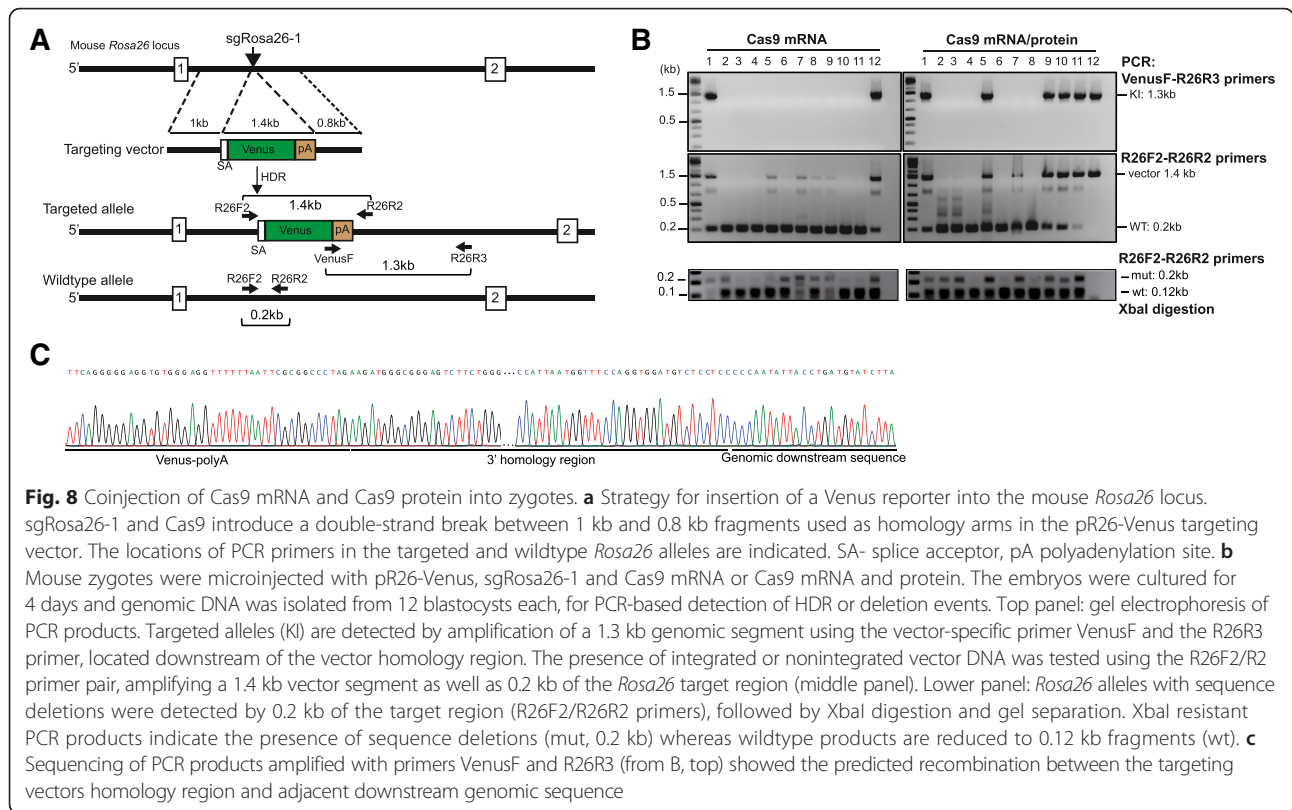 A
sgRosa26-1
Mouse Rosa26 locus
5'
1
2
1kb
1.4kb
0.8kb
Targeting vector
Venus
pA
SA
HDR
1.4kb
R26F2
R26R2
Targeted allele
5'
1
Venus
pA
2
SA
VenusF
R26R3
1.3kb
Wildtype allele
R26F2
R26R2
5'
1
2
0.2kb
B
Cas9 mRNA
Cas9 mRNA/protein
1 2 3 4 5 6 7 8 9 10 11 12
1 2 3 4 5 6 7 8 9 10 11 12
PCR:
(kb)
VenusF-R26R3 primers
1.5
KI: 1.3kb
0.5
R26F2-R26R2 primers
1.5
vector 1.4 kb
0.5
0.2
WT: 0.2kb
R26F2-R26R2 primers
0.2
mut: 0.2kb
0.1
wt: 0.12kb
XbaI digestion
C
TTCAGGGGGAGGTGTGGGAGGTTTTTTAATTCGCGGCCCTAGAAGATGGGCGGGAGTCTTCTGGG...CCATTAATGGTTTCCAGGTGGATGTCTCCTCCCCCAATATTACCTGATGTATCTTA
Venus-polyA
3' homology region
Genomic downstream sequence
Fig. 8 Coinjection of Cas9 mRNA and Cas9 protein into zygotes. a Strategy for insertion of a Venus reporter into the mouse Rosa26 locus.
sgRosa26-1 and Cas9 introduce a double-strand break between 1 kb and 0.8 kb fragments used as homology arms in the pR26-Venus targeting
vector. The locations of PCR primers in the targeted and wildtype Rosa26 alleles are indicated. SA- splice acceptor, pA polyadenylation site. b
Mouse zygotes were microinjected with pR26-Venus, sgRosa26-1 and Cas9 mRNA or Cas9 mRNA and protein. The embryos were cultured for
4 days and genomic DNA was isolated from 12 blastocysts each, for PCR-based detection of HDR or deletion events. Top panel: gel electrophoresis of
PCR products. Targeted alleles (KI) are detected by amplification of a 1.3 kb genomic segment using the vector-specific primer VenusF and the R26R3
primer, located downstream of the vector homology region. The presence of integrated or nonintegrated vector DNA was tested using the R26F2/R2
primer pair, amplifying a 1.4 kb vector segment as well as 0.2 kb of the Rosa26 target region (middle panel). Lower panel: Rosa26 alleles with sequence
deletions were detected by 0.2 kb of the target region (R26F2/R26R2 primers), followed by XbaI digestion and gel separation. XbaI resistant
PCR products indicate the presence of sequence deletions (mut, 0.2 kb) whereas wildtype products are reduced to 0.12 kb fragments (wt). c
Sequencing of PCR products amplified with primers VenusF and R26R3 (from B, top) showed the predicted recombination between the targeting
vectors homology region and adjacent downstream genomic sequence